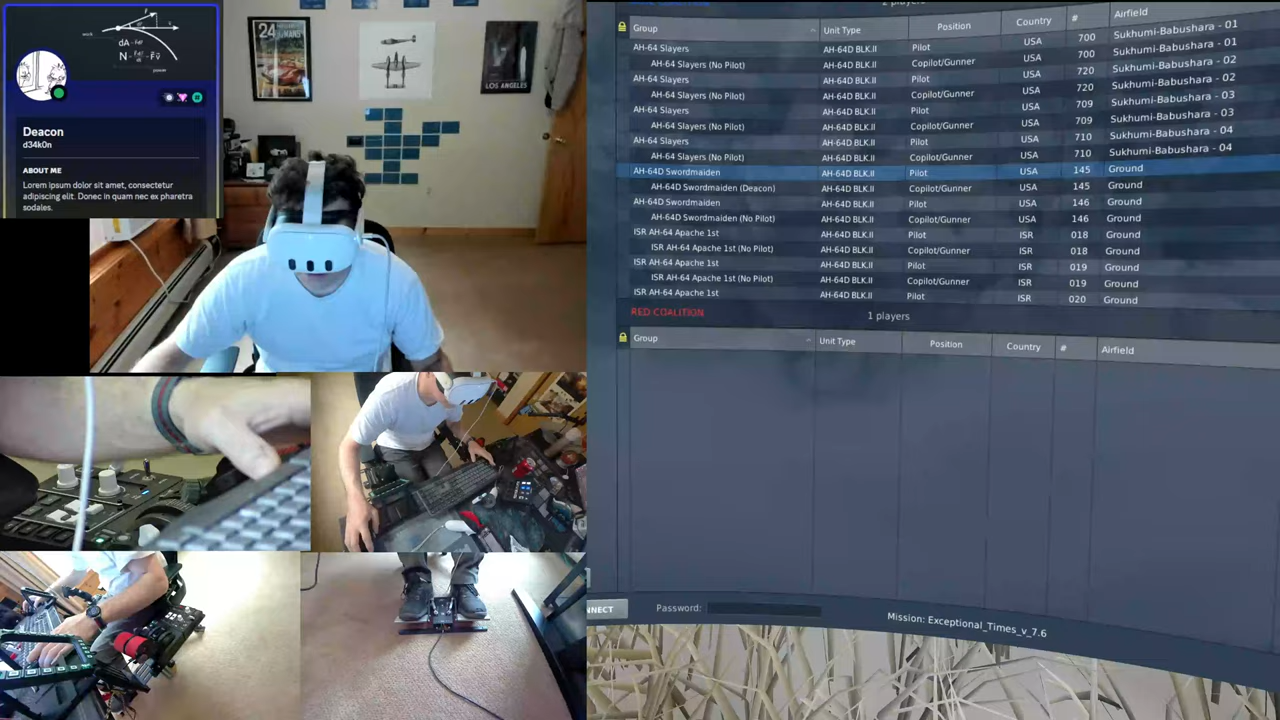 Deacon
d34k0n
ABOUT ME
Lorem ipsum dolor sit amet, consectetur
adipiscing elit. Donec in quam nec ex pharetra
sodales.
24
LOS ANGELES
Group Unit Type Position Country # Airfield
AH-64 Slayers AH-64D BLK.II Pilot USA 700 Sukhumi-Babushara - 01
AH-64 Slayers (No Pilot) AH-64D BLK.II Copilot/Gunner USA 700 Sukhumi-Babushara - 01
AH-64 Slayers AH-64D BLK.II Pilot USA 720 Sukhumi-Babushara - 02
AH-64 Slayers (No Pilot) AH-64D BLK.II Copilot/Gunner USA 720 Sukhumi-Babushara - 02
AH-64 Slayers AH-64D BLK.II Pilot USA 709 Sukhumi-Babushara - 03
AH-64 Slayers (No Pilot) AH-64D BLK.II Copilot/Gunner USA 709 Sukhumi-Babushara - 03
AH-64 Slayers AH-64D BLK.II Pilot USA 710 Sukhumi-Babushara - 04
AH-64 Slayers (No Pilot) AH-64D BLK.II Copilot/Gunner USA 710 Sukhumi-Babushara - 04
AH-64D Swordmaiden AH-64D BLK.II Pilot USA 145 Ground
AH-64D Swordmaiden (Deacon) AH-64D BLK.II Copilot/Gunner USA 145 Ground
AH-64D Swordmaiden AH-64D BLK.II Pilot USA 146 Ground
AH-64D Swordmaiden (No Pilot) AH-64D BLK.II Copilot/Gunner USA 146 Ground
ISR AH-64 Apache 1st AH-64D BLK.II Pilot ISR 018 Ground
ISR AH-64 Apache 1st (No Pilot) AH-64D BLK.II Copilot/Gunner ISR 018 Ground
ISR AH-64 Apache 1st AH-64D BLK.II Pilot ISR 019 Ground
ISR AH-64 Apache 1st (No Pilot) AH-64D BLK.II Copilot/Gunner ISR 019 Ground
ISR AH-64 Apache 1st AH-64D BLK.II Pilot ISR 020 Ground
RED COALITION 1 players
Group Unit Type Position Country # Airfield
NNECT Password: Mission: Exceptional_Times_v_7.6